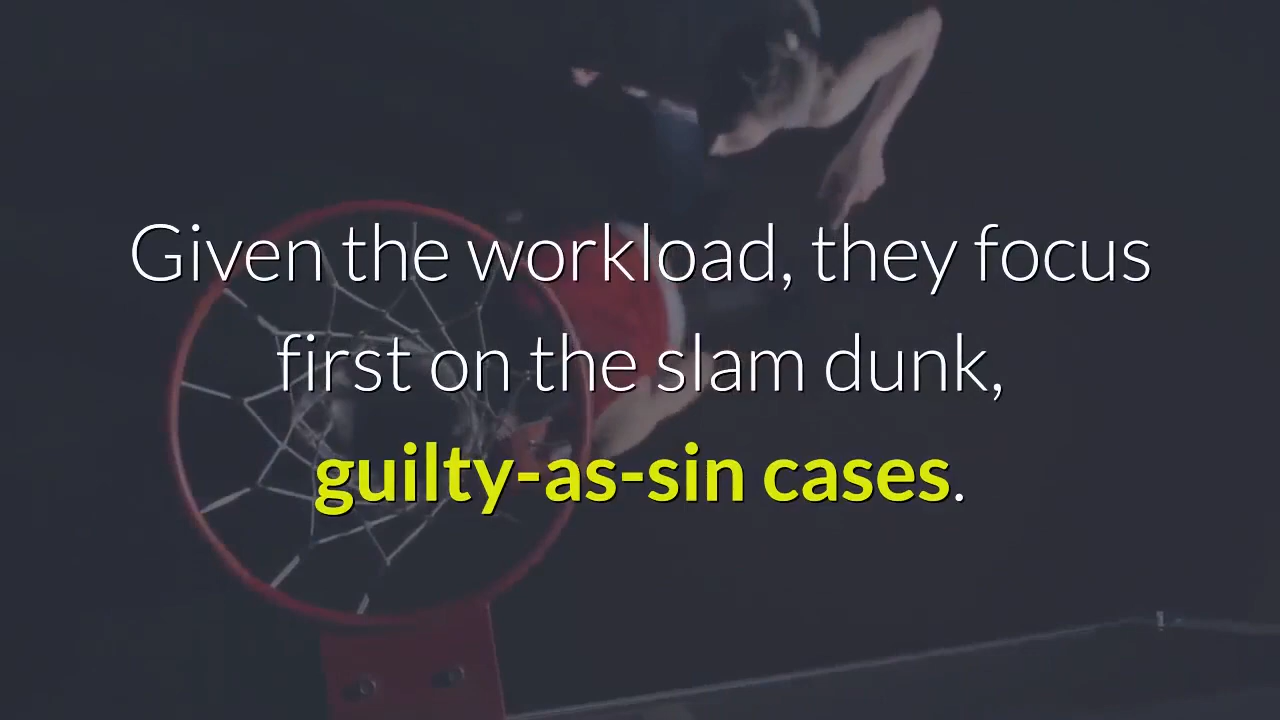 Given the workload, they focus
first on the slam dunk,
guilty-as-sin cases.